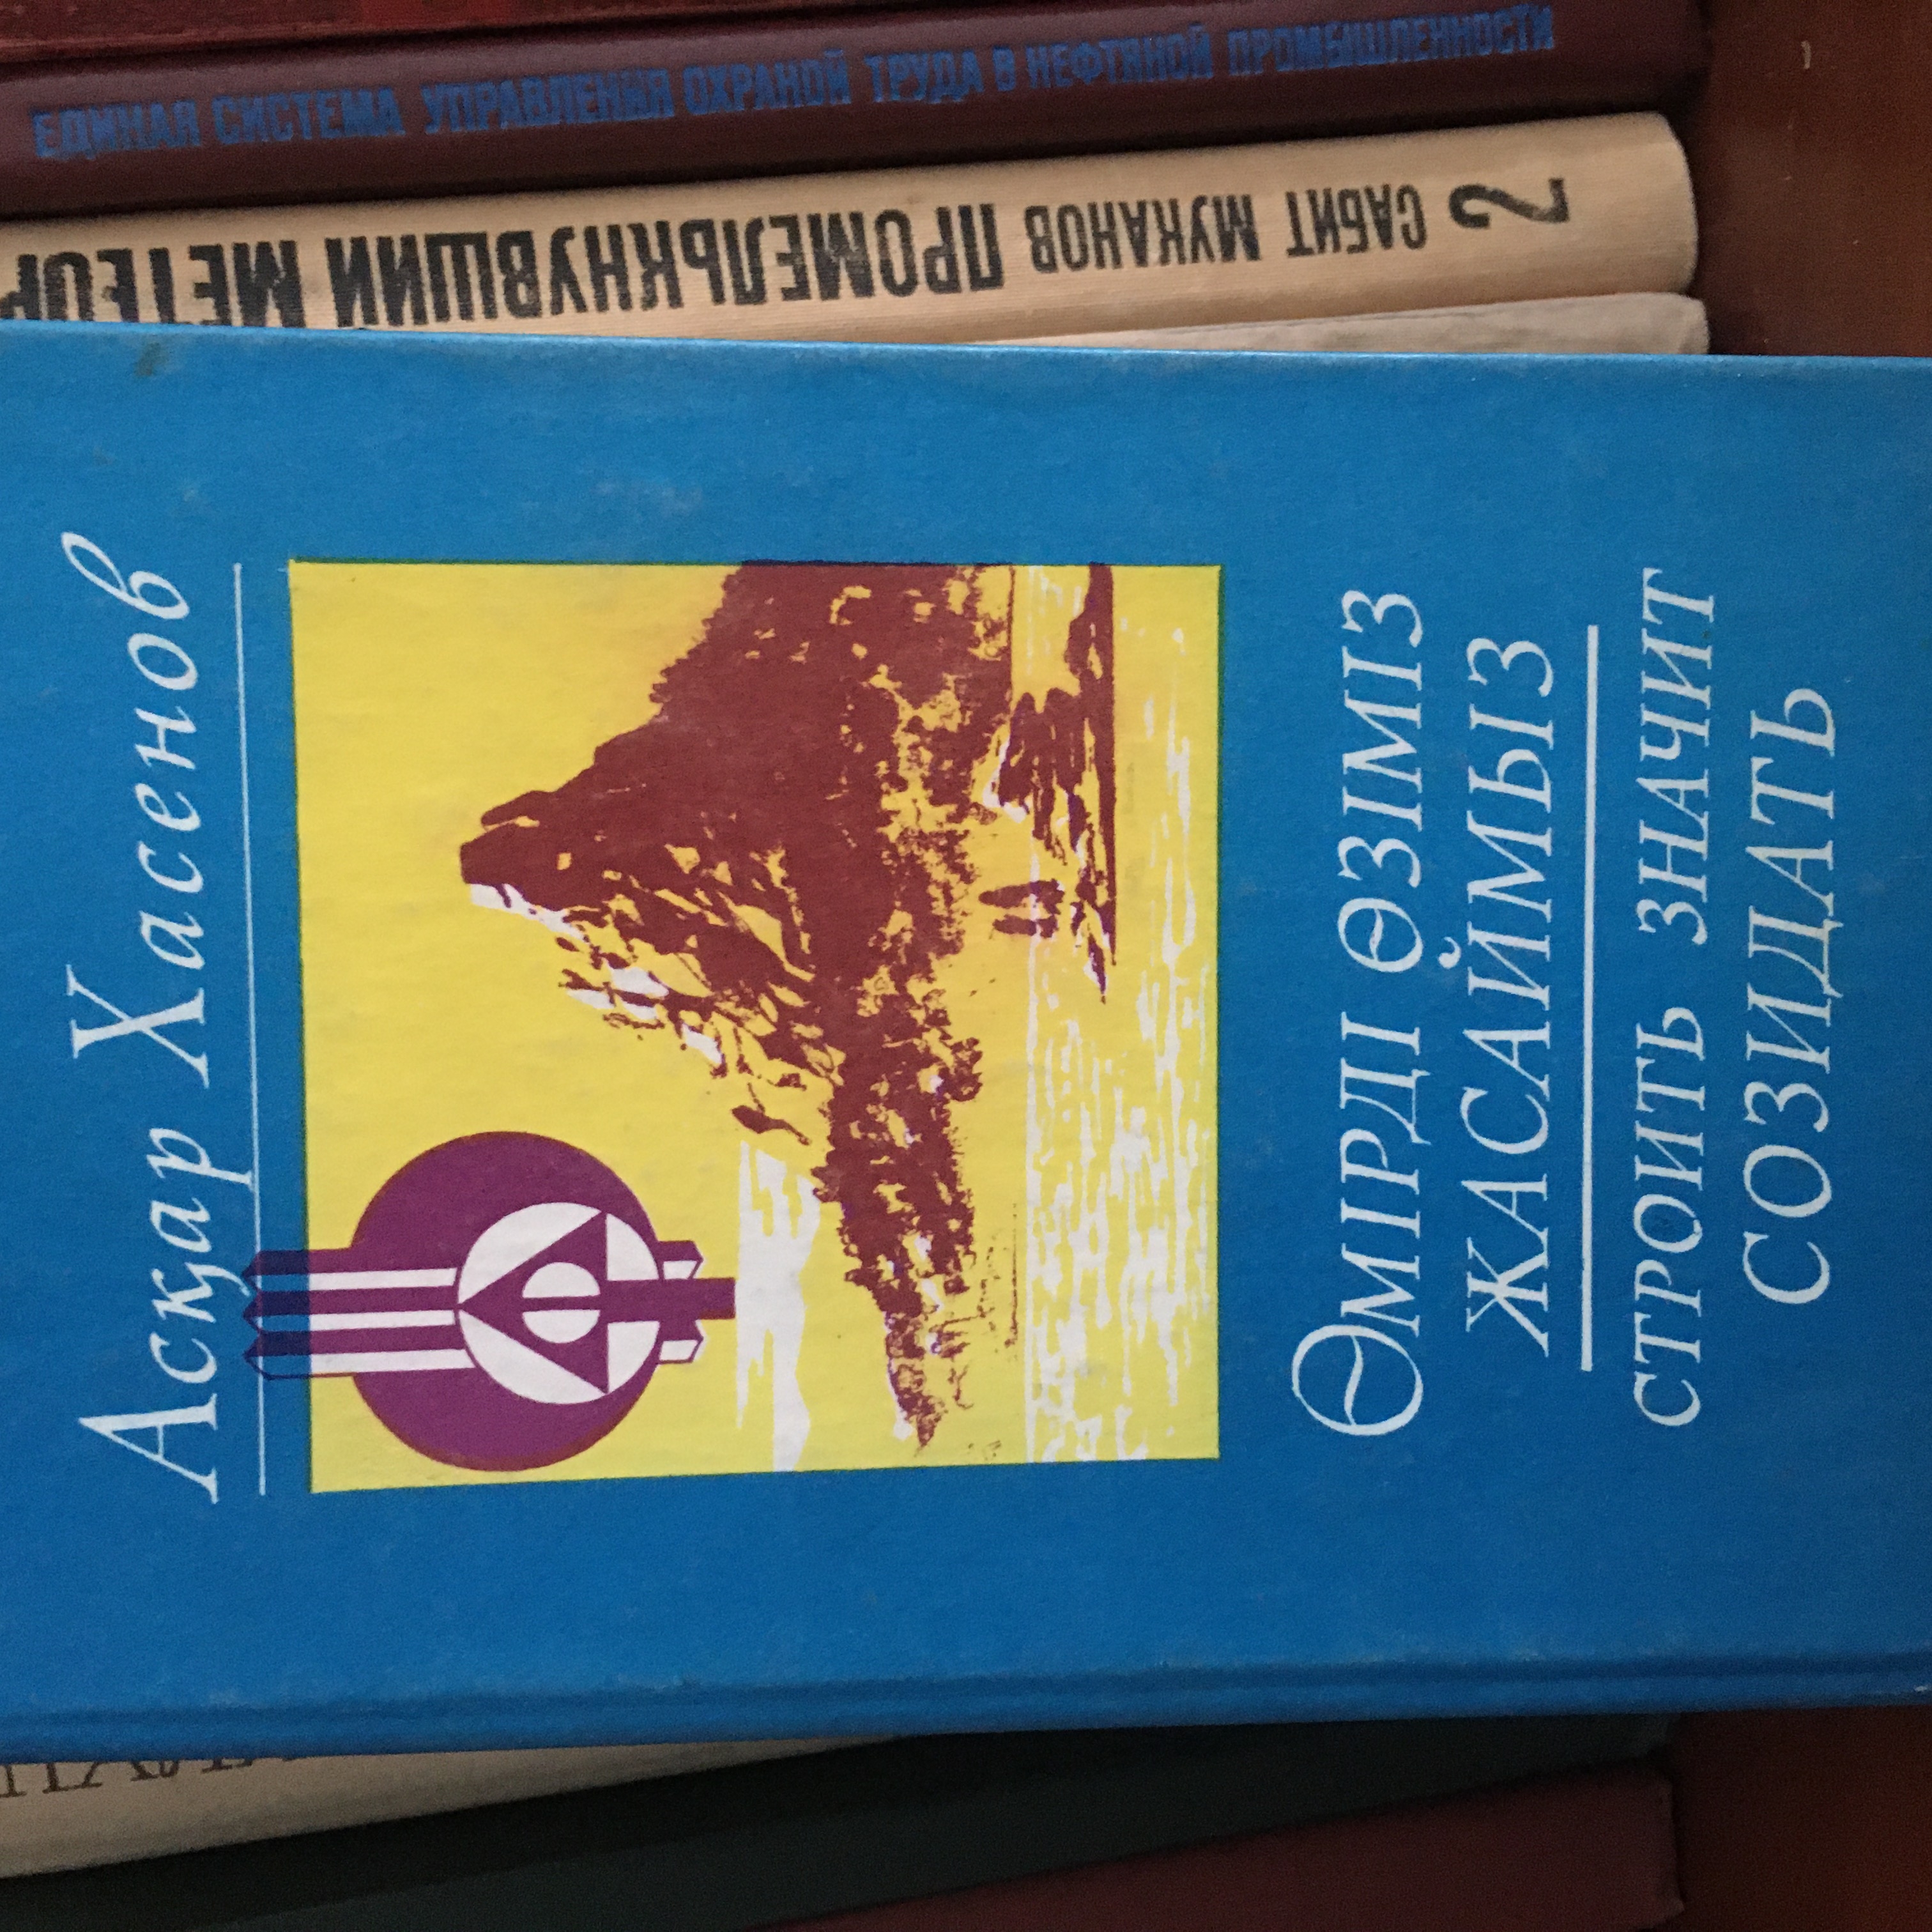 ЕДИНАЯ СИСТЕМА УПРАВЛЕНИЯ ОХРАНОЙ ТРУДА В НЕФТЯНОЙ ПРОМЫШЛЕННОСТИ
2 САБИТ МУКАНОВ ПРОМЕЛЬКНУВШИЙ МЕТЕОР
Асқар Хасенов
ӨМІРДІ ӨЗІМІЗ
ЖАСАЙМЫЗ
СТРОИТЬ ЗНАЧИТ
СОЗИДАТЬ